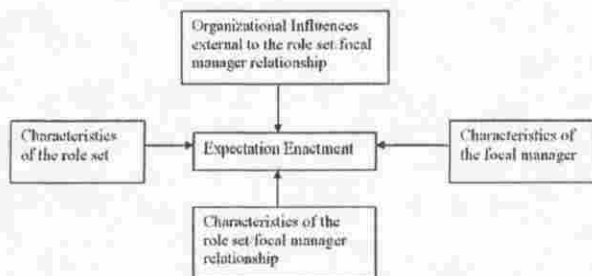 Organizational Influences
external to the role set/focal
manager relationship
Characteristics
of the role set
Expectation Enactment
Characteristics of
the focal manager
Characteristics of the
role set/focal manager
relationship